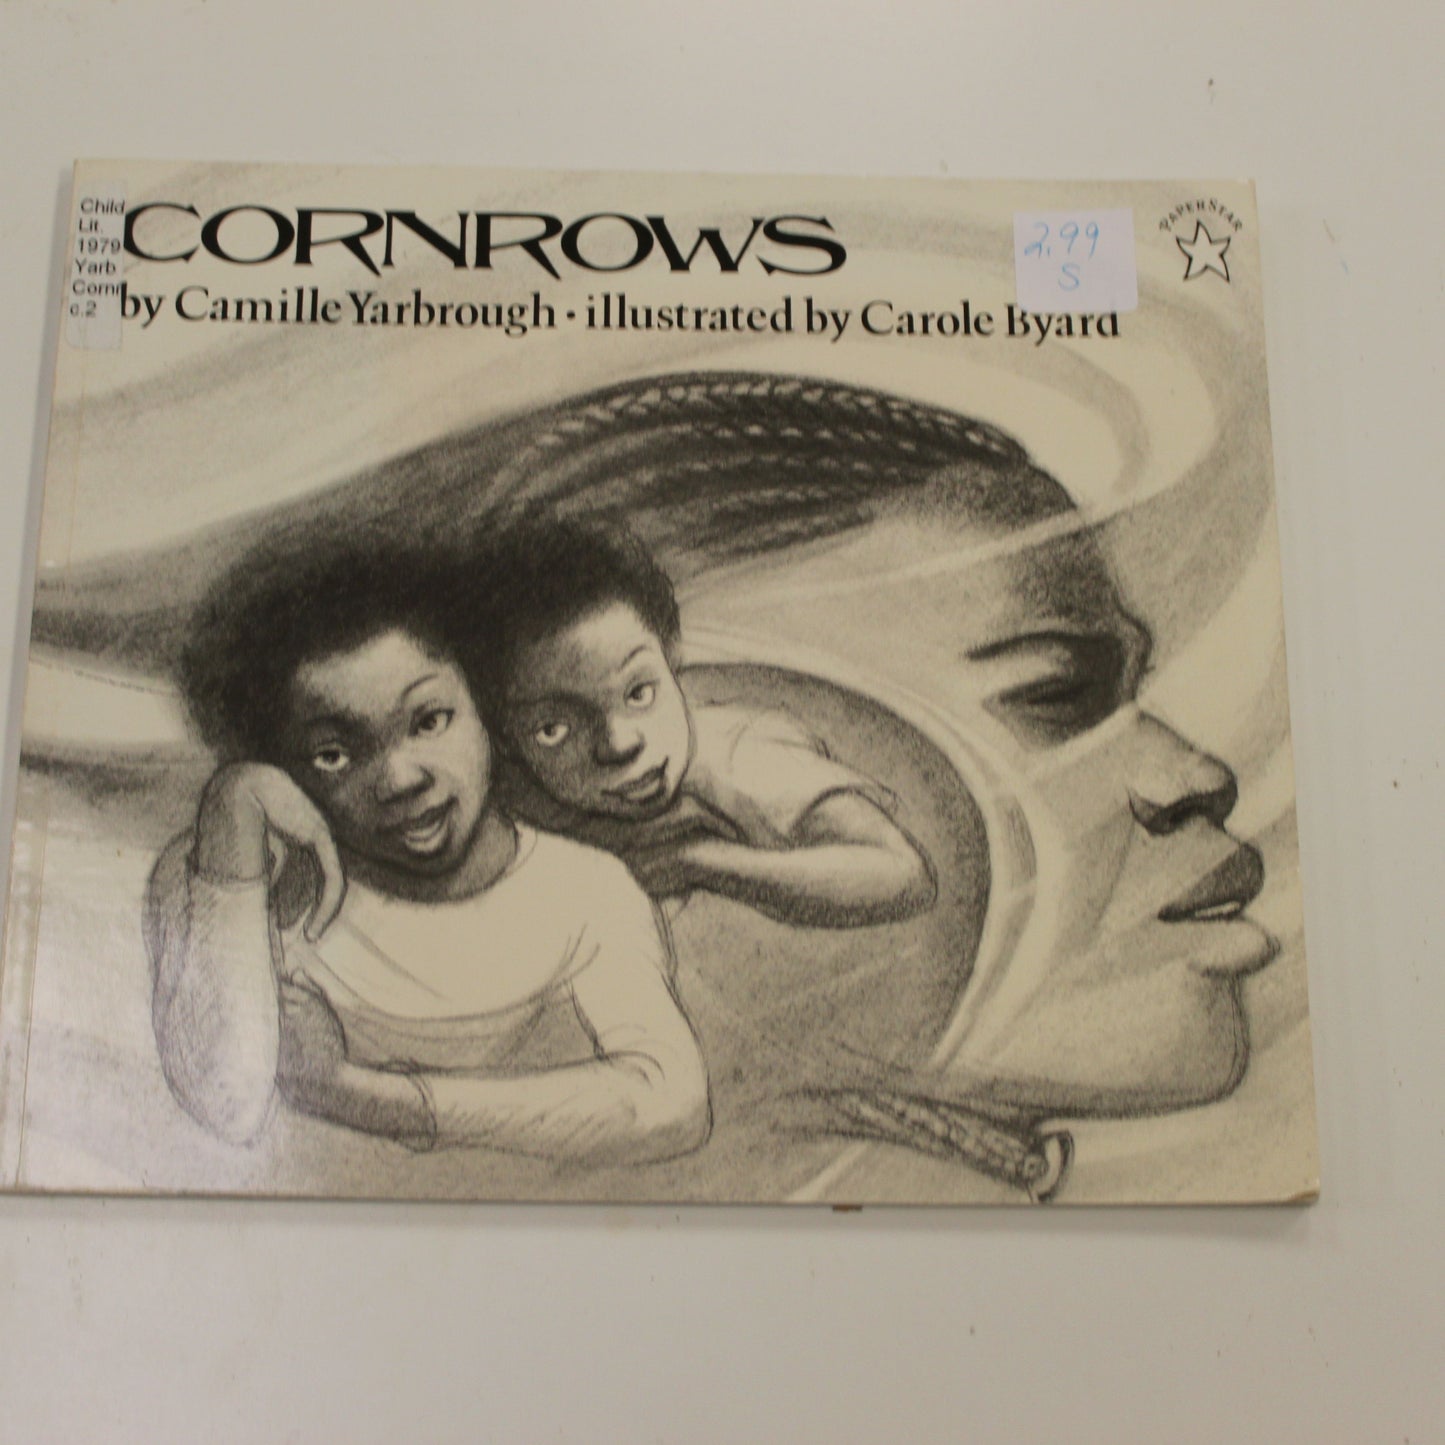 Child
Lit.
1979
Yarb
Corn
c.2
CORNROWS
by Camille Yarbrough • illustrated by Carole Byard
2.99
S
PAPERSTAR